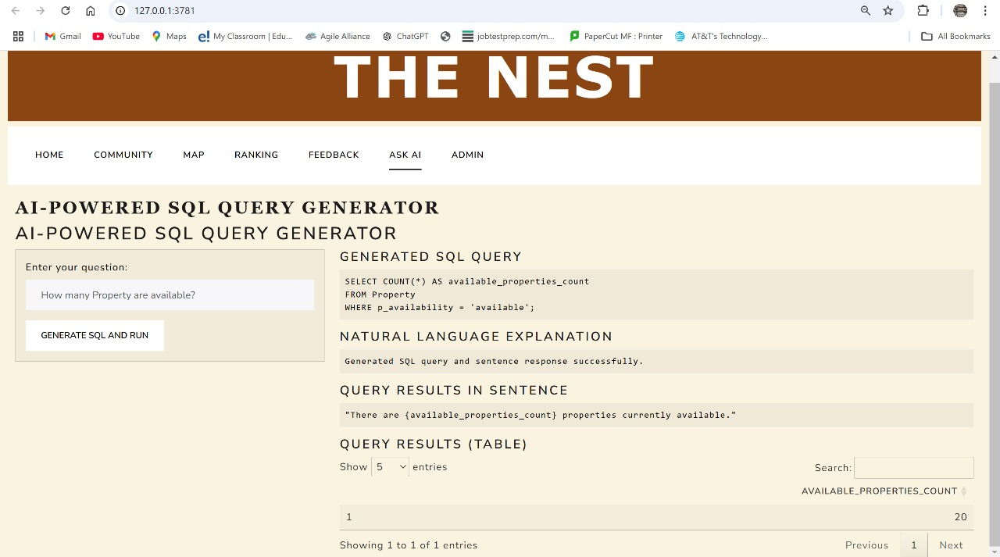 127.0.0.1:3781
Gmail YouTube Maps My Classroom | Edu... Agile Alliance ChatGPT jobtestprep.com/m... PaperCut MF : Printer AT&T's Technology... All Bookmarks
THE NEST
HOME COMMUNITY MAP RANKING FEEDBACK ASK AI ADMIN
AI-POWERED SQL QUERY GENERATOR
AI-POWERED SQL QUERY GENERATOR
Enter your question:
How many Property are available?
GENERATE SQL AND RUN
GENERATED SQL QUERY
SELECT COUNT(*) AS available_properties_count
FROM Property
WHERE p_availability = 'available';
NATURAL LANGUAGE EXPLANATION
Generated SQL query and sentence response successfully.
QUERY RESULTS IN SENTENCE
"There are {available_properties_count} properties currently available."
QUERY RESULTS (TABLE)
Show 5 entries Search:
AVAILABLE_PROPERTIES_COUNT
1 20
Showing 1 to 1 of 1 entries Previous 1 Next